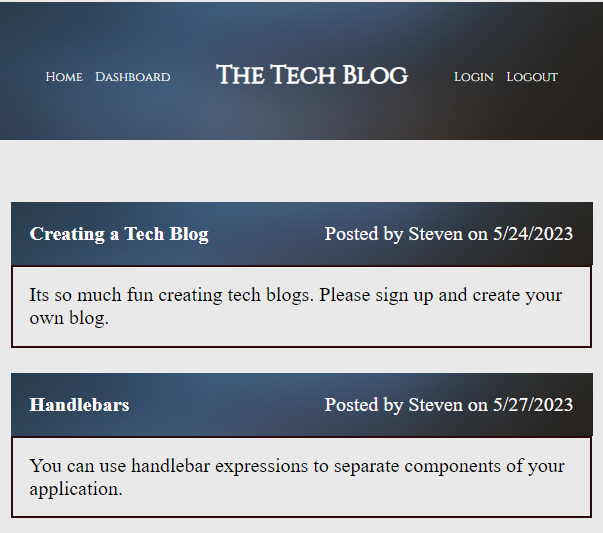 Home Dashboard The Tech Blog Login Logout
Creating a Tech Blog Posted by Steven on 5/24/2023
Its so much fun creating tech blogs. Please sign up and create your
own blog.
Handlebars Posted by Steven on 5/27/2023
You can use handlebar expressions to separate components of your
application.